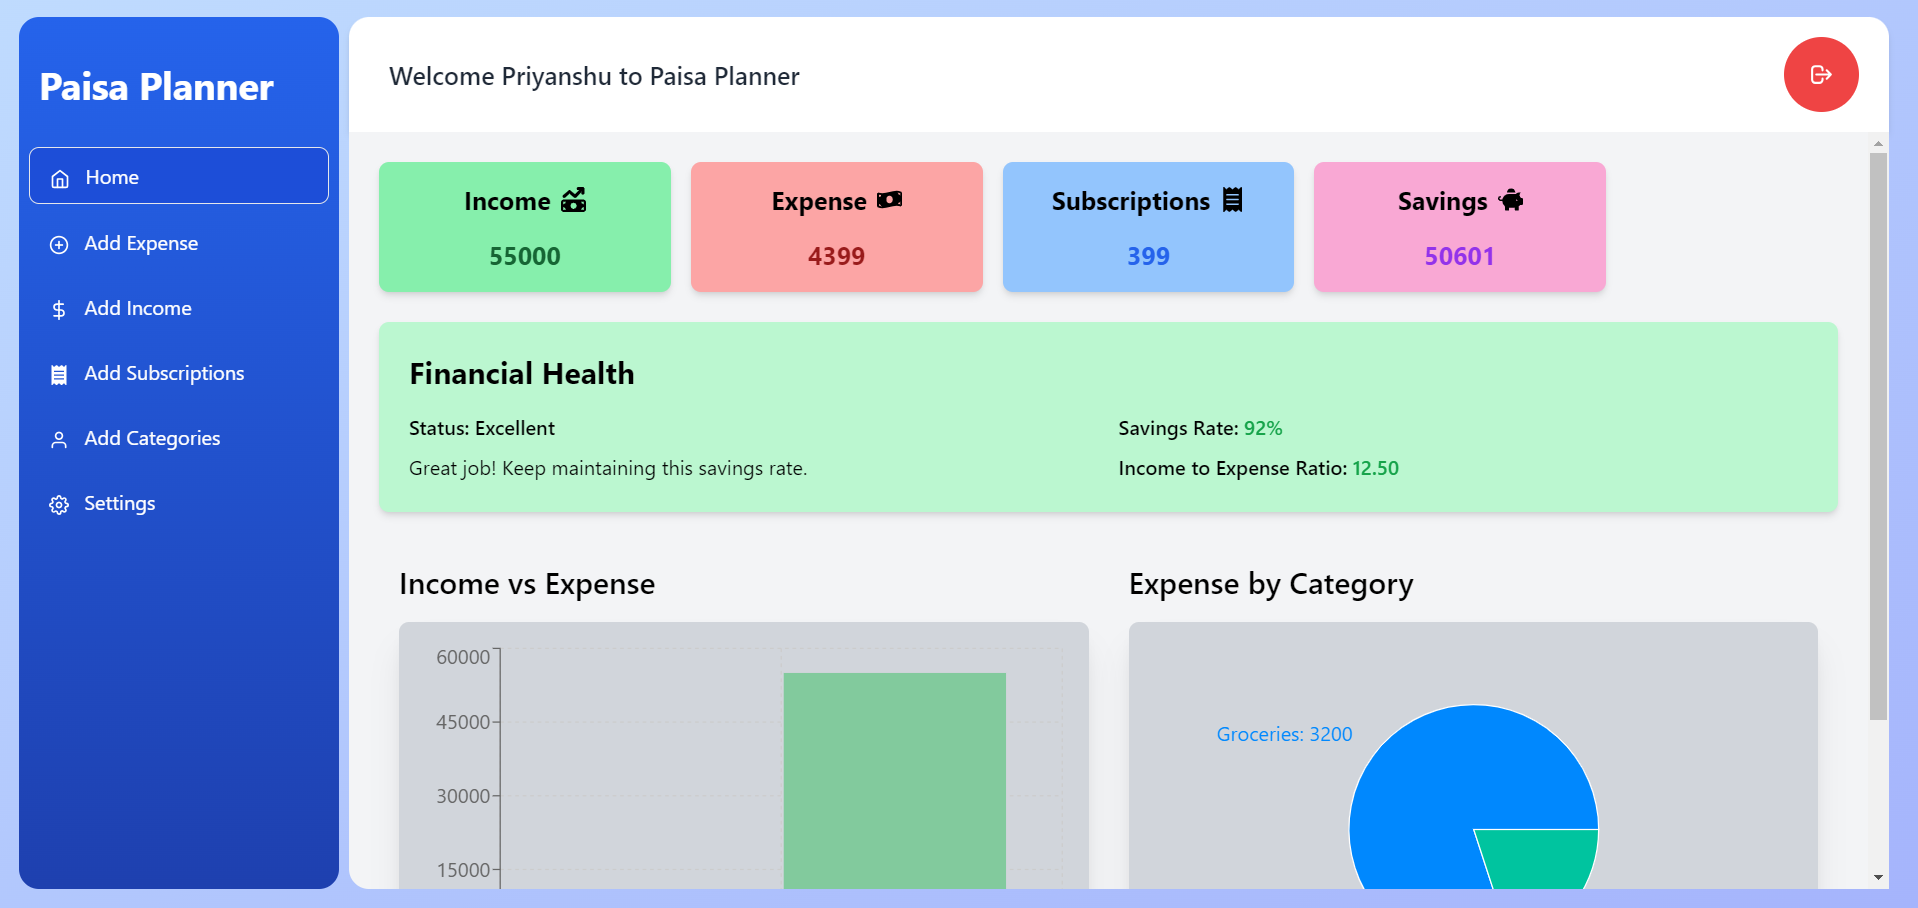 Paisa Planner
Home
Add Expense
Add Income
Add Subscriptions
Add Categories
Settings
Welcome Priyanshu to Paisa Planner
Income
55000
Expense
4399
Subscriptions
399
Savings
50601
Financial Health
Status: Excellent
Great job! Keep maintaining this savings rate.
Savings Rate: 92%
Income to Expense Ratio: 12.50
Income vs Expense
60000
45000
30000
15000
Expense by Category
Groceries: 3200